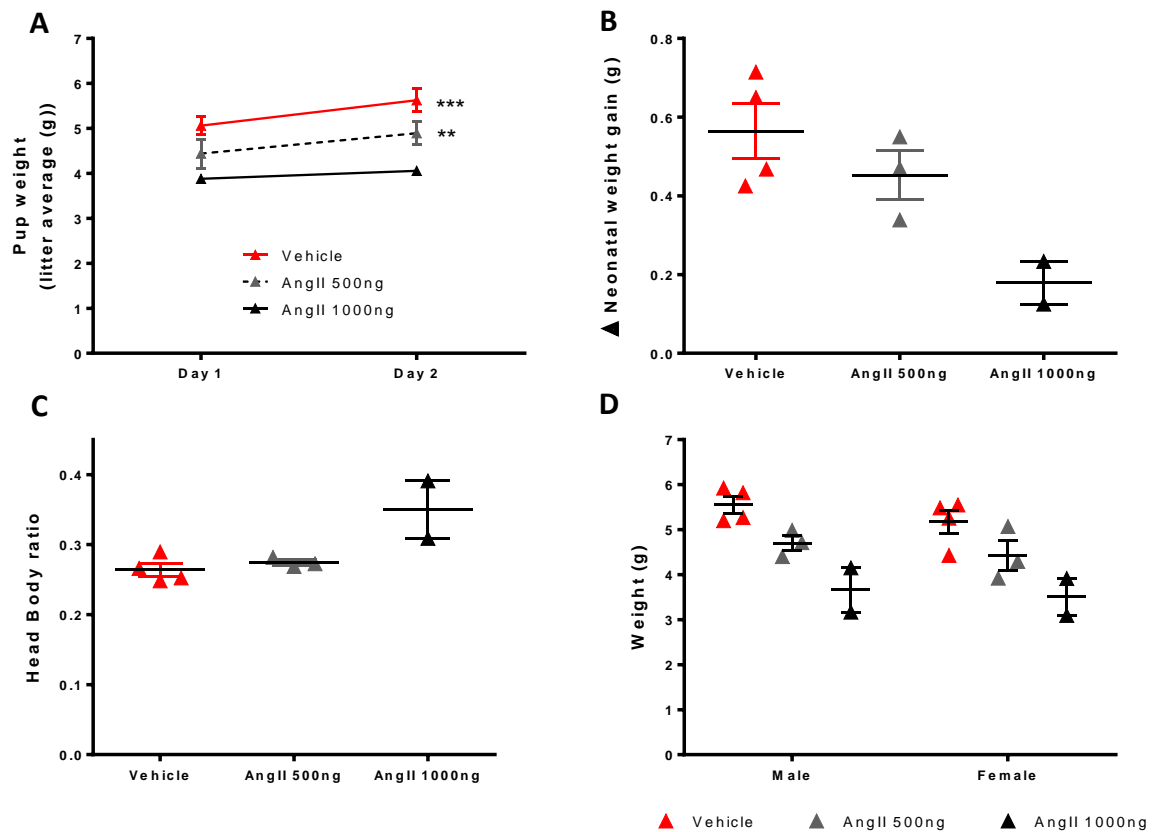 A
Pup weight
(litter average (g))
7
6
5
4
3
2
1
0
***
**
Vehicle
AngII 500ng
AngII 1000ng
Day 1
Day 2
B
▲ Neonatal weight gain (g)
0.8
0.6
0.4
0.2
0.0
Vehicle
AngII 500ng
AngII 1000ng
C
Head Body ratio
0.4
0.3
0.2
0.1
0.0
Vehicle
AngII 500ng
AngII 1000ng
D
Weight (g)
7
6
5
4
3
2
1
0
Male
Female
Vehicle
AngII 500ng
AngII 1000ng